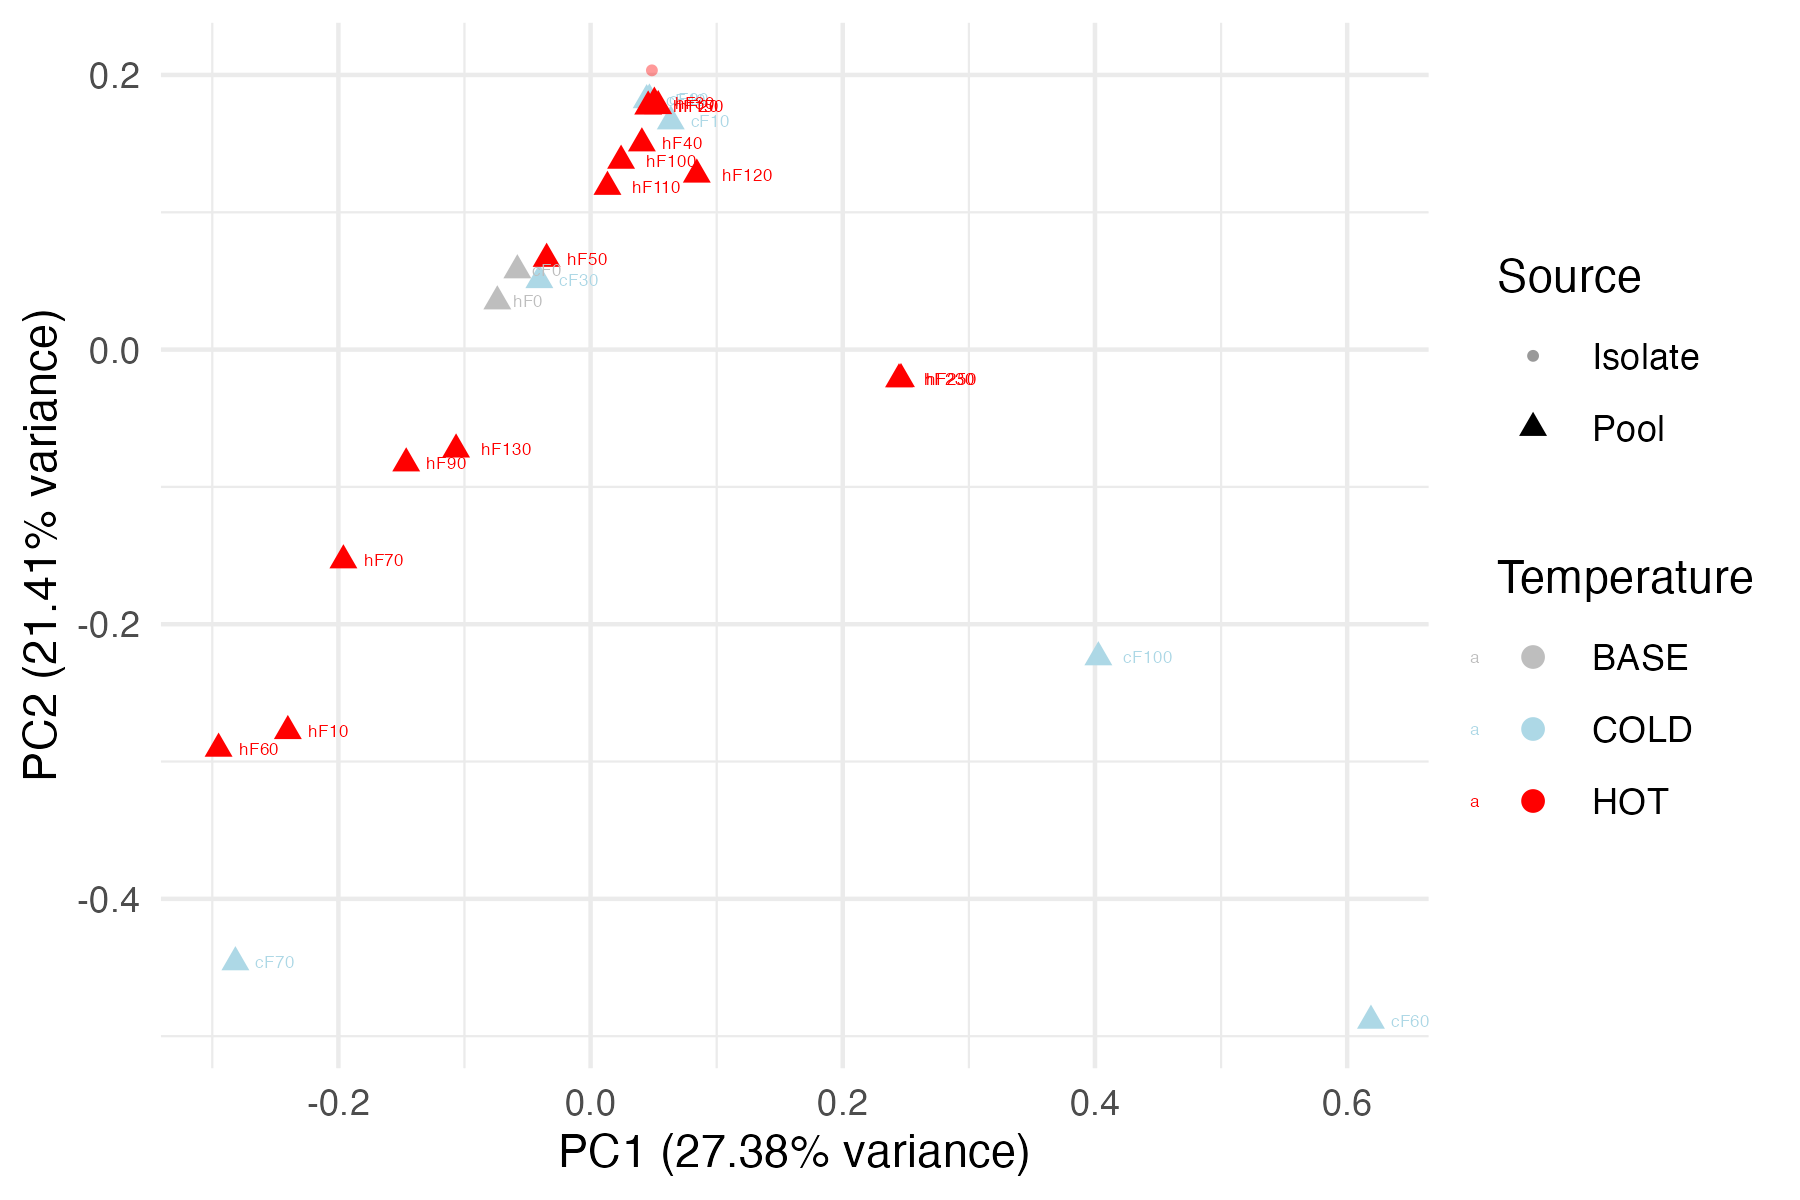 0.2
0.0
-0.2
-0.4
PC2 (21.41% variance)
-0.2
0.0
0.2
0.4
0.6
PC1 (27.38% variance)
cF10
hF40
hF100
hF120
hF110
hF50
cF0
cF30
hF0
hF130
hF90
hF70
cF100
hF10
hF60
cF70
cF60
Source
Isolate
Pool
Temperature
a BASE
a COLD
a HOT